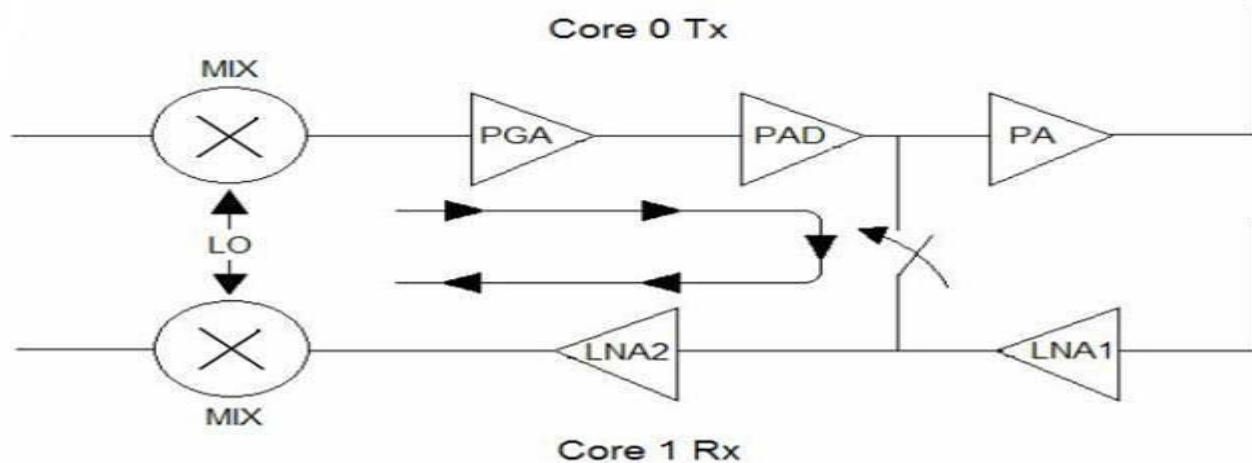 Core 0 Tx
MIX
PGA
PAD
PA
LO
LNA2
LNA1
MIX
Core 1 Rx